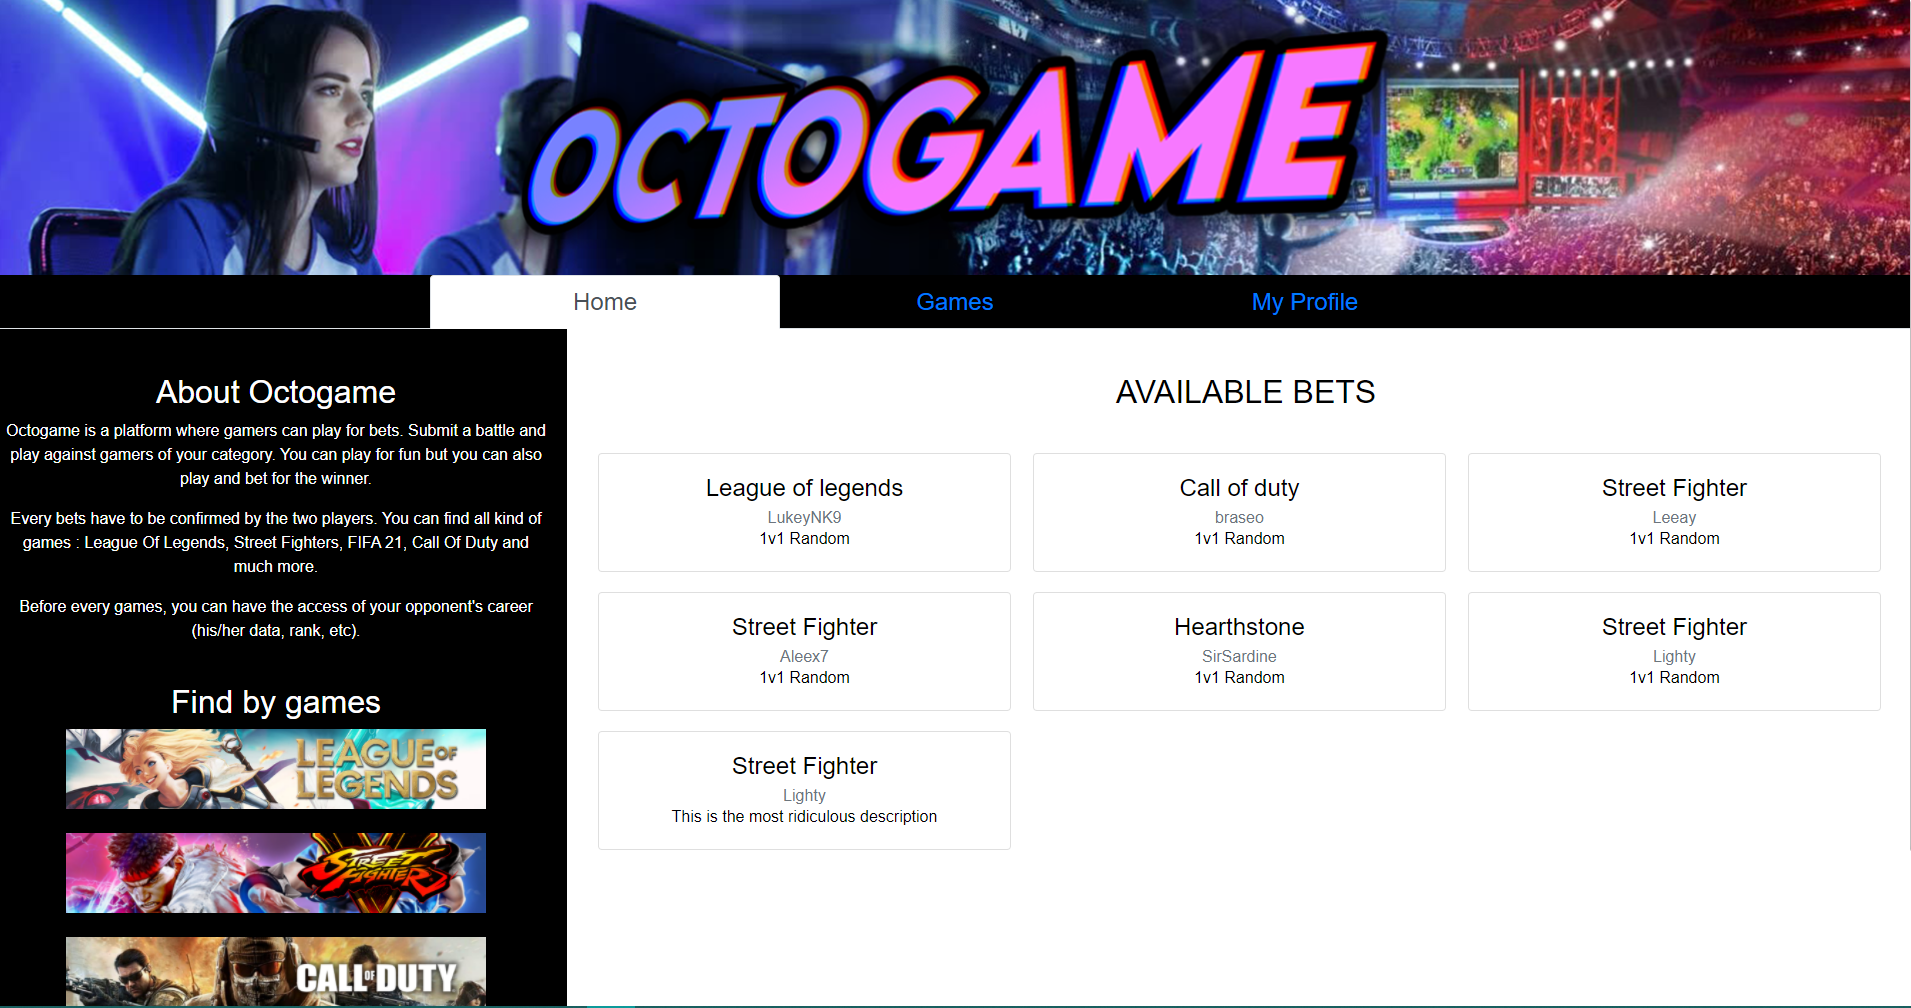 OCTOGAME
Home
Games
My Profile
About Octogame
Octogame is a platform where gamers can play for bets. Submit a battle and
play against gamers of your category. You can play for fun but you can also
play and bet for the winner.
Every bets have to be confirmed by the two players. You can find all kind of
games : League Of Legends, Street Fighters, FIFA 21, Call Of Duty and
much more.
Before every games, you can have the access of your opponent's career
(his/her data, rank, etc).
Find by games
LEAGUE OF
LEGENDS
STREET
FIGHTER
V
CALL OF DUTY
AVAILABLE BETS
League of legends
LukeyNK9
1v1 Random
Call of duty
braseo
1v1 Random
Street Fighter
Leeay
1v1 Random
Street Fighter
Aleex7
1v1 Random
Hearthstone
SirSardine
1v1 Random
Street Fighter
Lighty
1v1 Random
Street Fighter
Lighty
This is the most ridiculous description